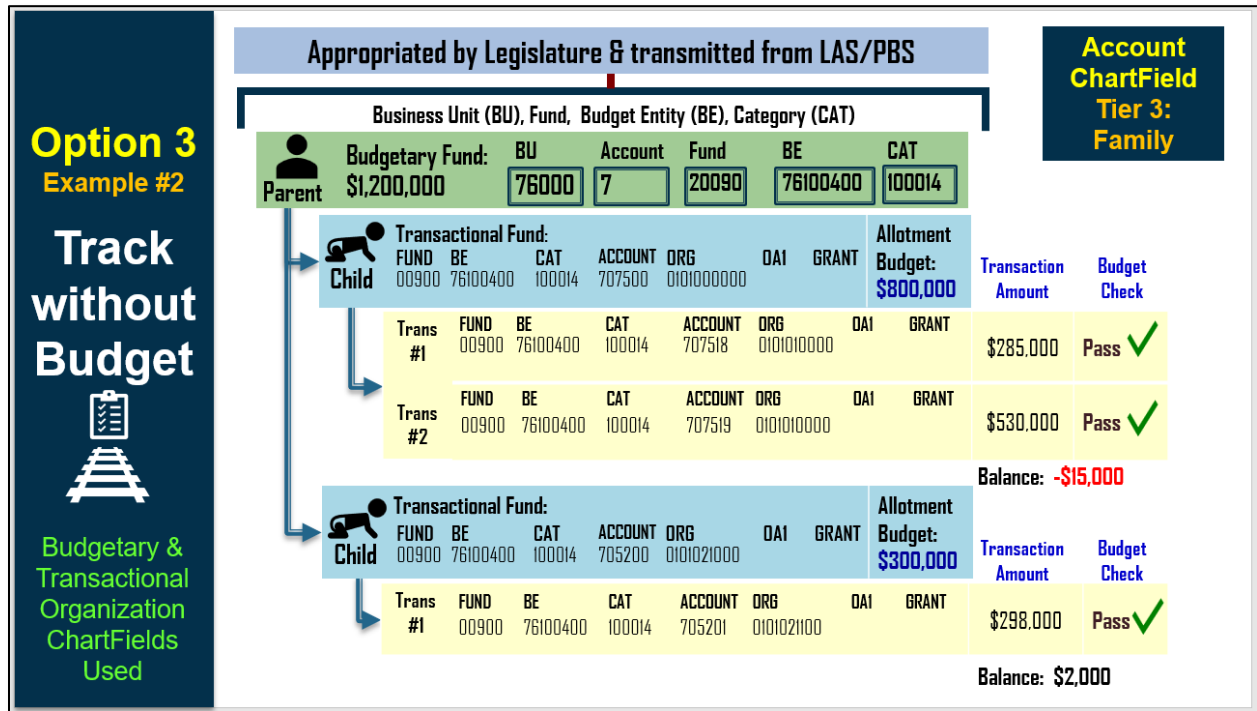 Option 3
Example #2
Track
without
Budget
Budgetary &
Transactional
Organization
ChartFields
Used
Appropriated by Legislature & transmitted from LAS/PBS
Account
ChartField
Tier 3:
Family
Business Unit (BU), Fund, Budget Entity (BE), Category (CAT)
Parent
Budgetary Fund: BU Account Fund BE CAT
$1,200,000 76000 7 20090 76100400 100014
Child
Transactional Fund:
FUND BE CAT ACCOUNT ORG OA1 GRANT
00900 76100400 100014 707500 0101000000
Allotment
Budget:
$800,000
Transaction
Amount
Budget
Check
Trans
#1
FUND BE CAT ACCOUNT ORG OA1 GRANT
00900 76100400 100014 707518 0101010000
$285,000 Pass
Trans
#2
FUND BE CAT ACCOUNT ORG OA1 GRANT
00900 76100400 100014 707519 0101010000
$530,000 Pass
Balance: -$15,000
Child
Transactional Fund:
FUND BE CAT ACCOUNT ORG OA1 GRANT
00900 76100400 100014 705200 0101021000
Allotment
Budget:
$300,000
Transaction
Amount
Budget
Check
Trans
#1
FUND BE CAT ACCOUNT ORG OA1 GRANT
00900 76100400 100014 705201 0101021100
$298,000 Pass
Balance: $2,000